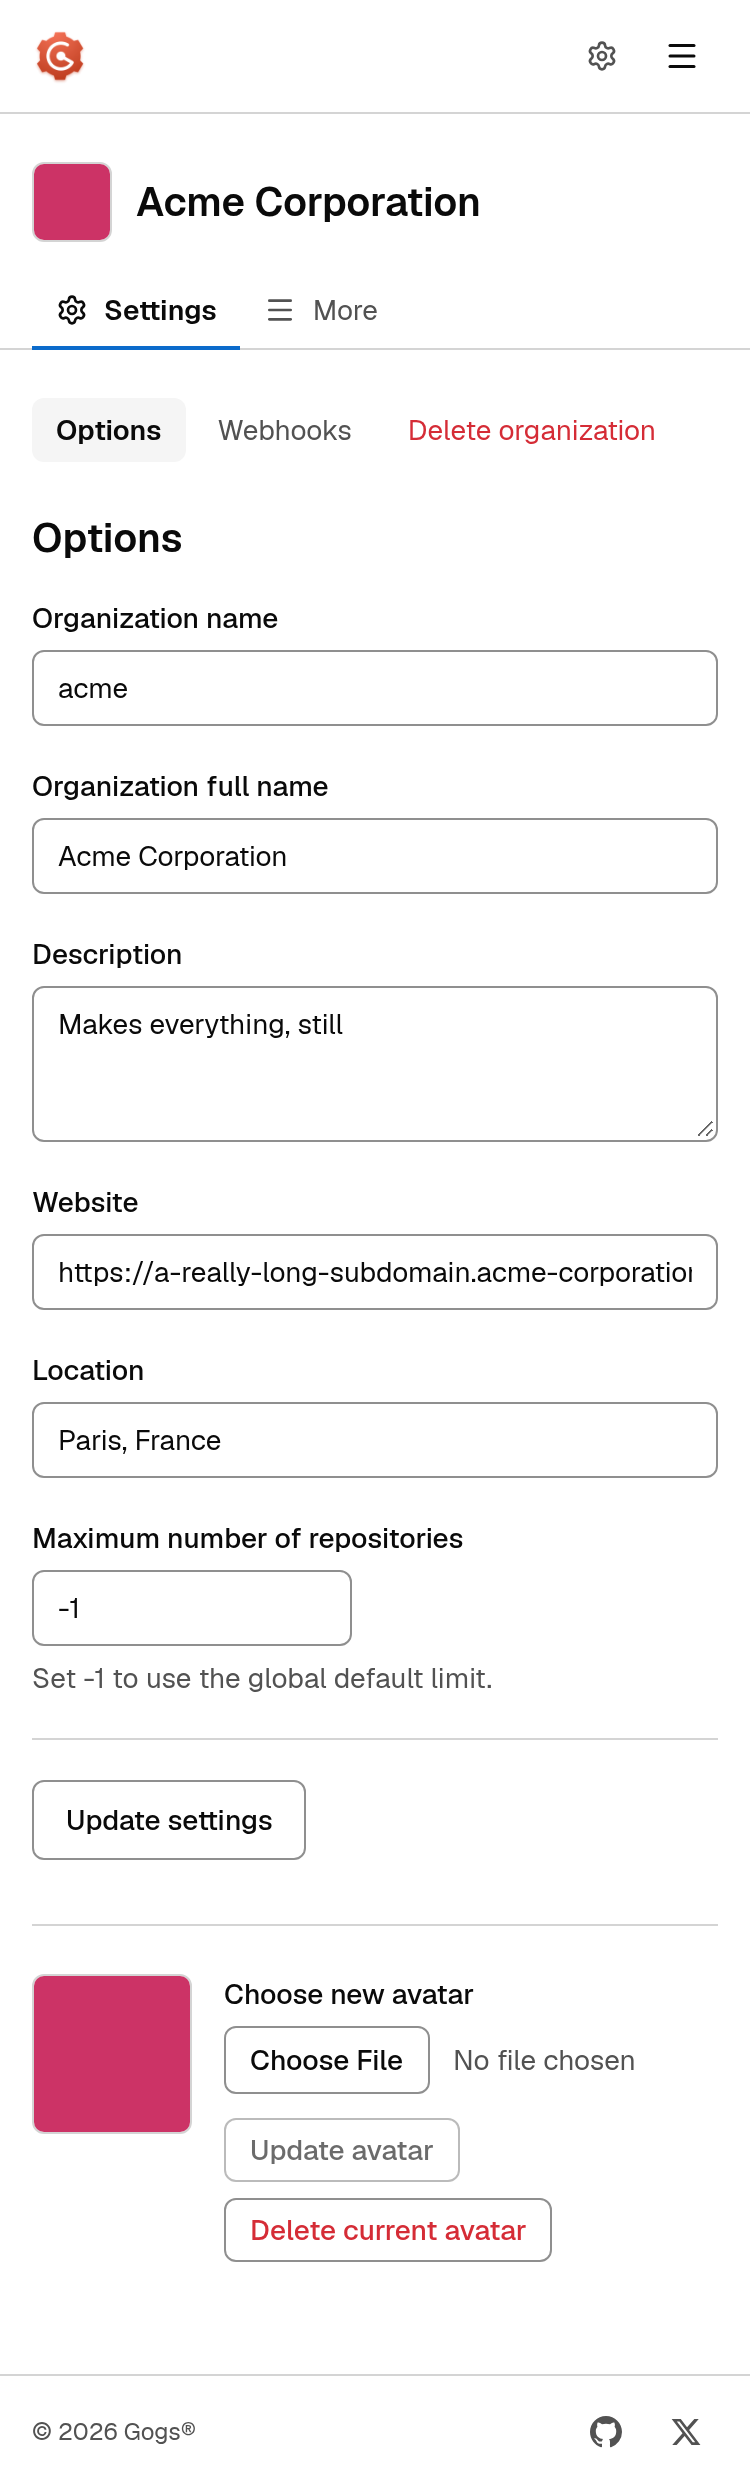 Acme Corporation
Settings
More
Options
Webhooks
Delete organization
Options
Organization name
acme
Organization full name
Acme Corporation
Description
Makes everything, still
Website
https://a-really-long-subdomain.acme-corporation
Location
Paris, France
Maximum number of repositories
-1
Set -1 to use the global default limit.
Update settings
Choose new avatar
Choose File No file chosen
Update avatar
Delete current avatar
© 2026 Gogs®